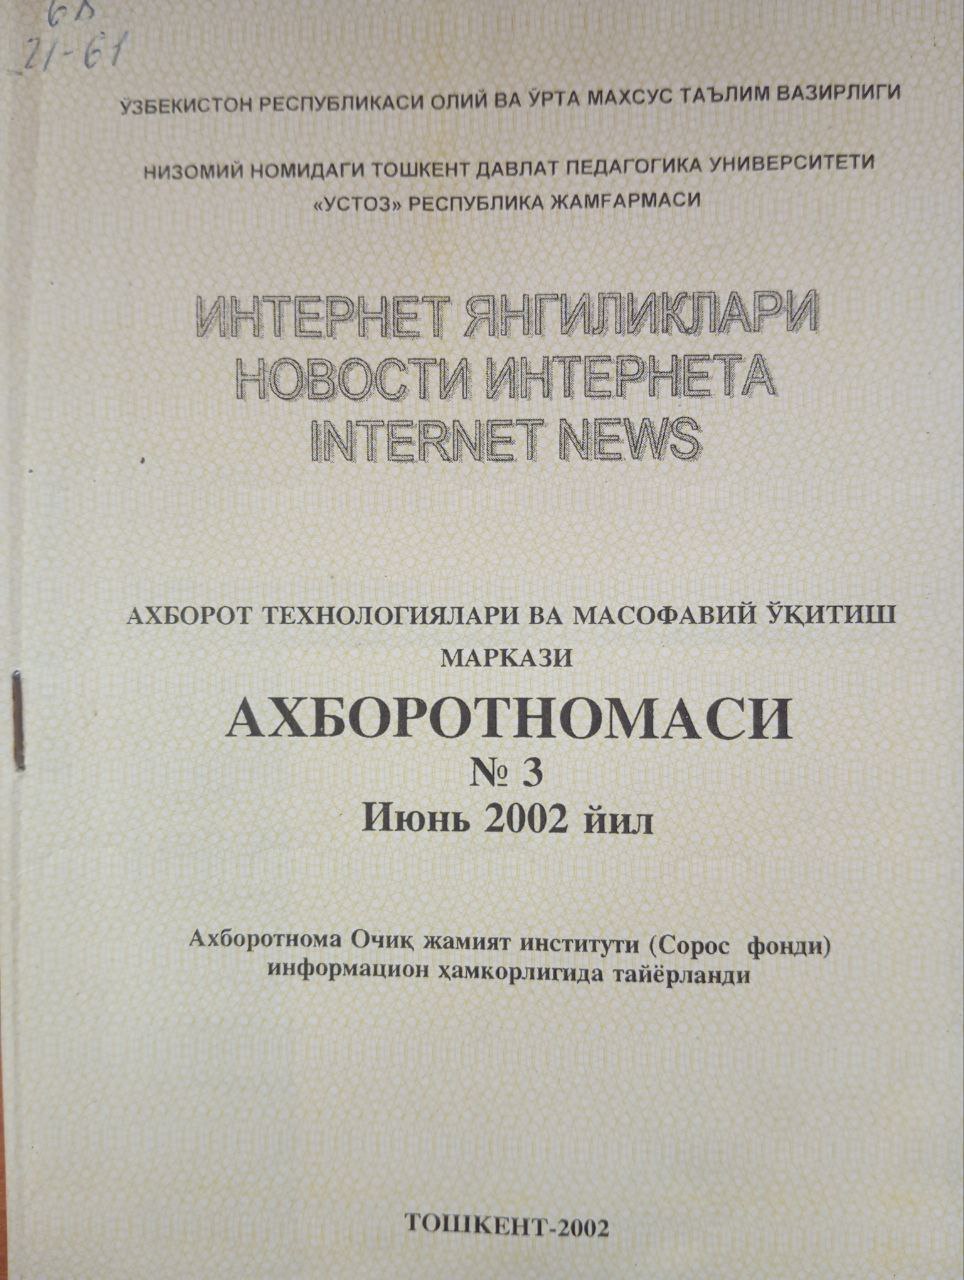 21-61
ЎЗБЕКИСТОН РЕСПУБЛИКАСИ ОЛИЙ ВА ЎРТА МАХСУС ТАЪЛИМ ВАЗИРЛИГИ
НИЗОМИЙ НОМИДАГИ ТОШКЕНТ ДАВЛАТ ПЕДАГОГИКА УНИВЕРСИТЕТИ
«УСТОЗ» РЕСПУБЛИКА ЖАМҒАРМАСИ
ИНТЕРНЕТ ЯНГИЛИКЛАРИ
НОВОСТИ ИНТЕРНЕТА
INTERNET NEWS
АХБОРОТ ТЕХНОЛОГИЯЛАРИ ВА МАСОФАВИЙ ЎҚИТИШ
МАРКАЗИ
АХБОРОТНОМАСИ
№ 3
Июнь 2002 йил
Ахборотнома Очиқ жамият институти (Сорос фонди)
информацион ҳамкорлигида тайёрланди
ТОШКЕНТ-2002